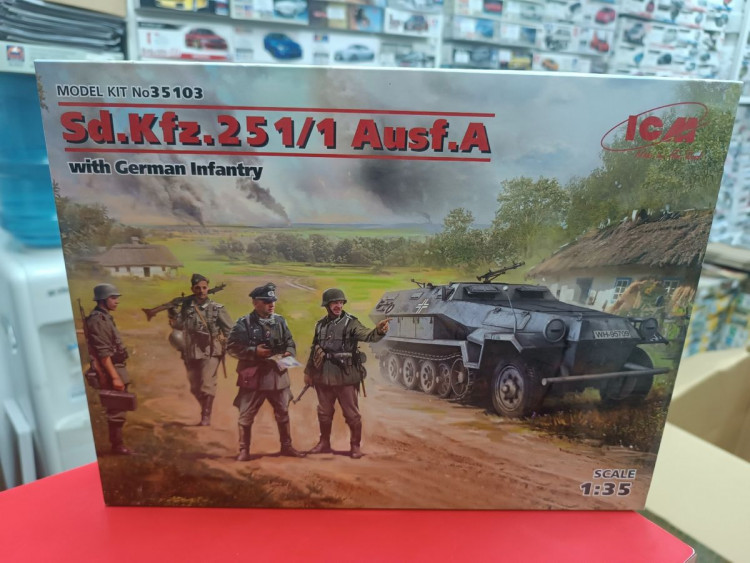 MODEL KIT No35103
Sd.Kfz.251/1 Ausf.A
with German Infantry
ICM
SCALE
1:35